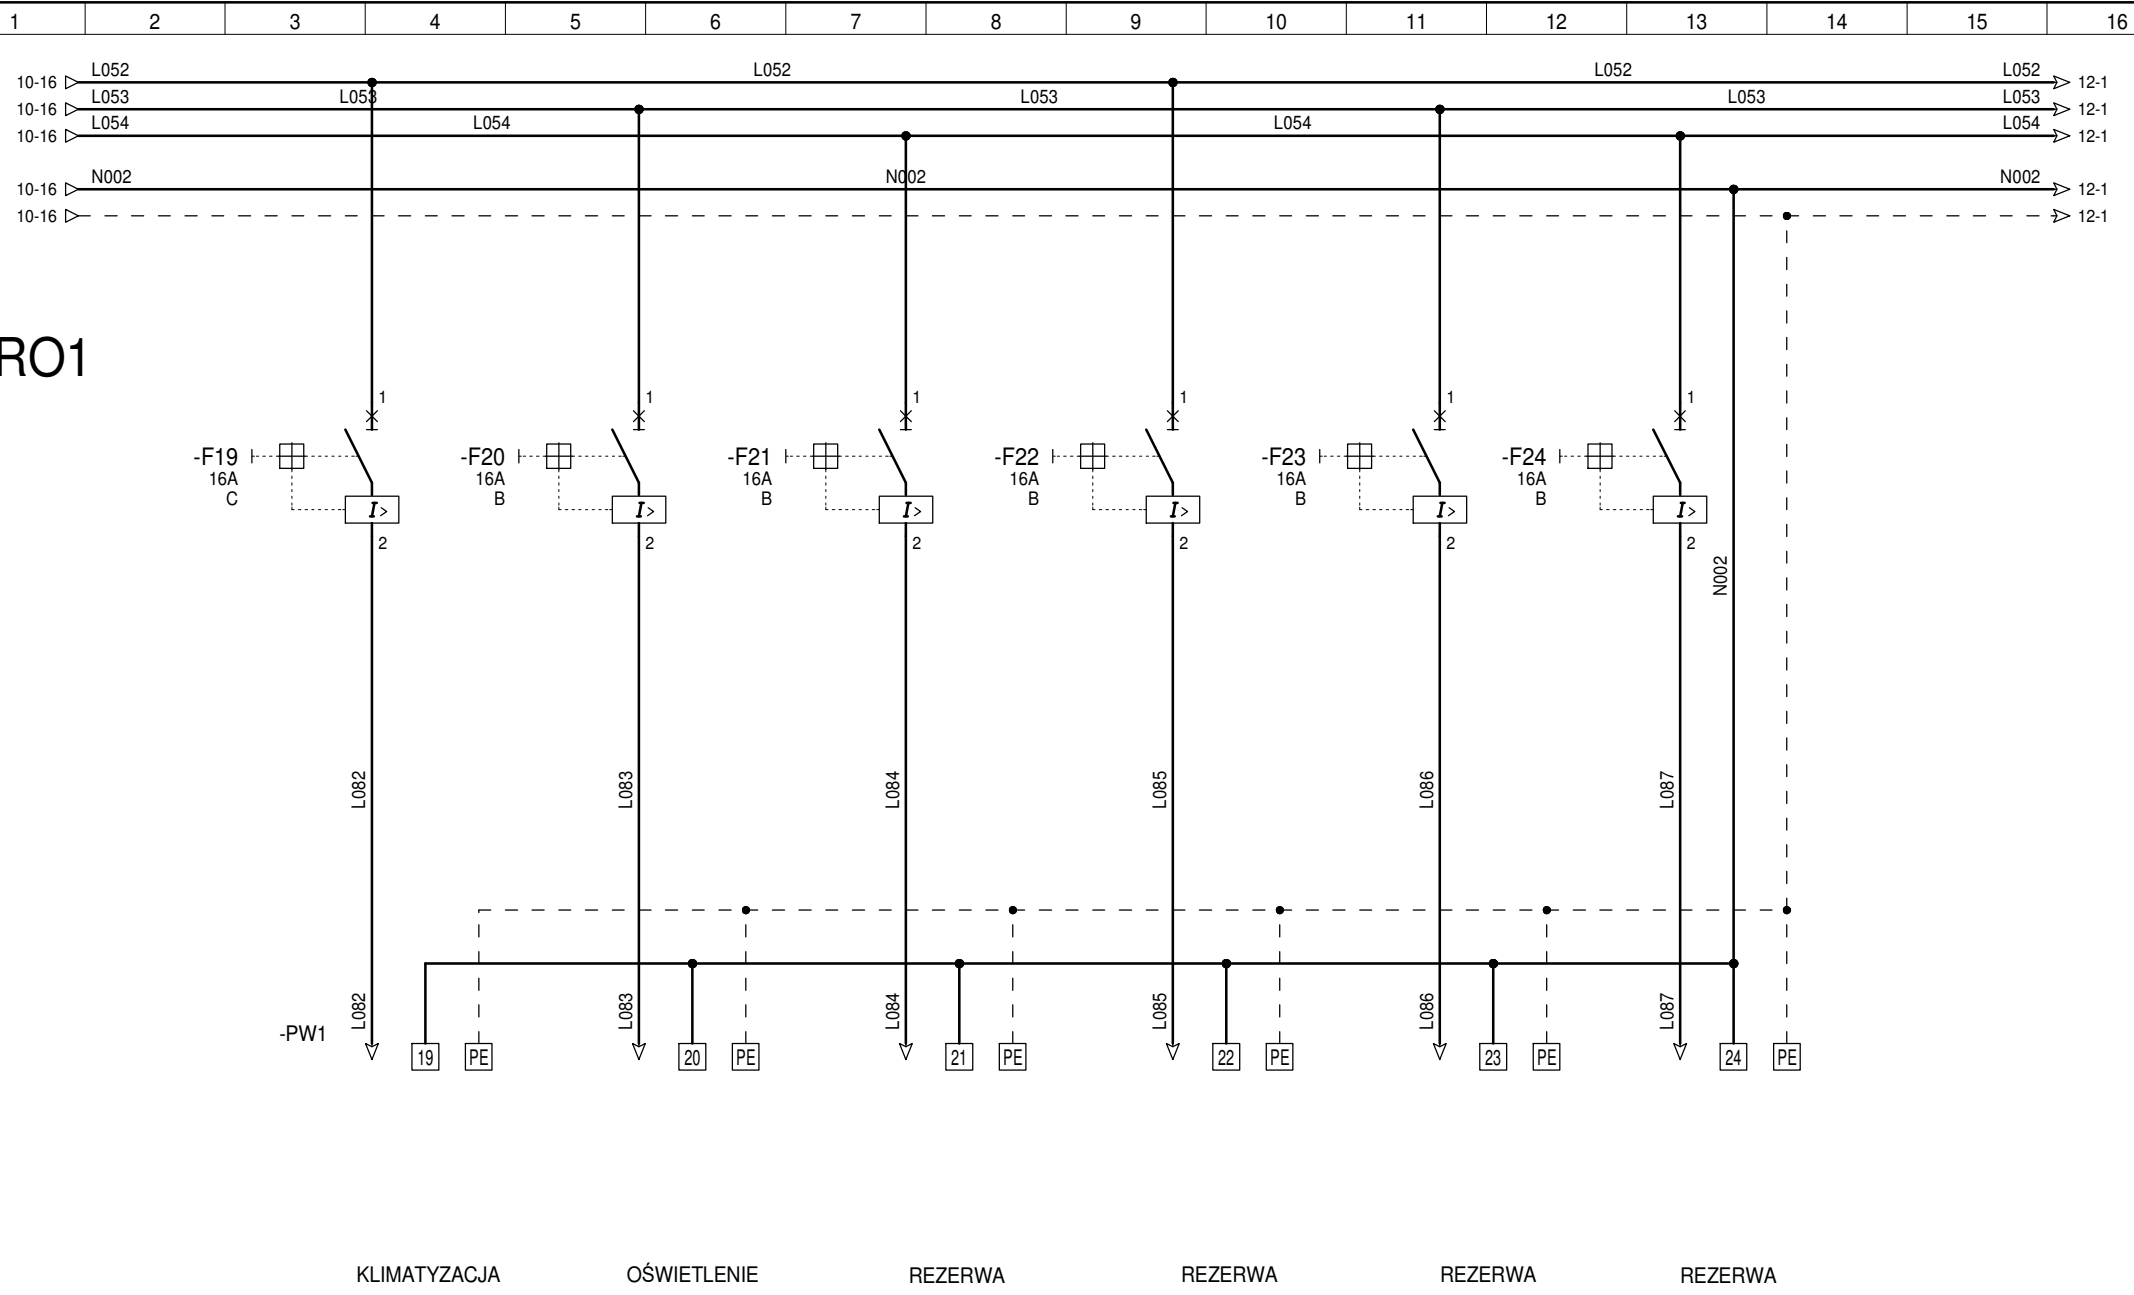 1 2 3 4 5 6 7 8 9 10 11 12 13 14 15 16
10-16 L052 L052 L052 L052 12-1
10-16 L053 L053 L053 L053 L053 12-1
10-16 L054 L054 L054 L054 12-1
10-16 N002 N002 N002 12-1
10-16 12-1
RO1
1 1 1 1 1 1
-F19 -F20 -F21 -F22 -F23 -F24
16A 16A 16A 16A 16A 16A
C B B B B B
I> I> I> I> I> I>
2 2 2 2 2 2
N002
L082 L083 L084 L085 L086 L087
L082 L083 L084 L085 L086 L087
-PW1
19 PE 20 PE 21 PE 22 PE 23 PE 24 PE
KLIMATYZACJA OŚWIETLENIE REZERWA REZERWA REZERWA REZERWA